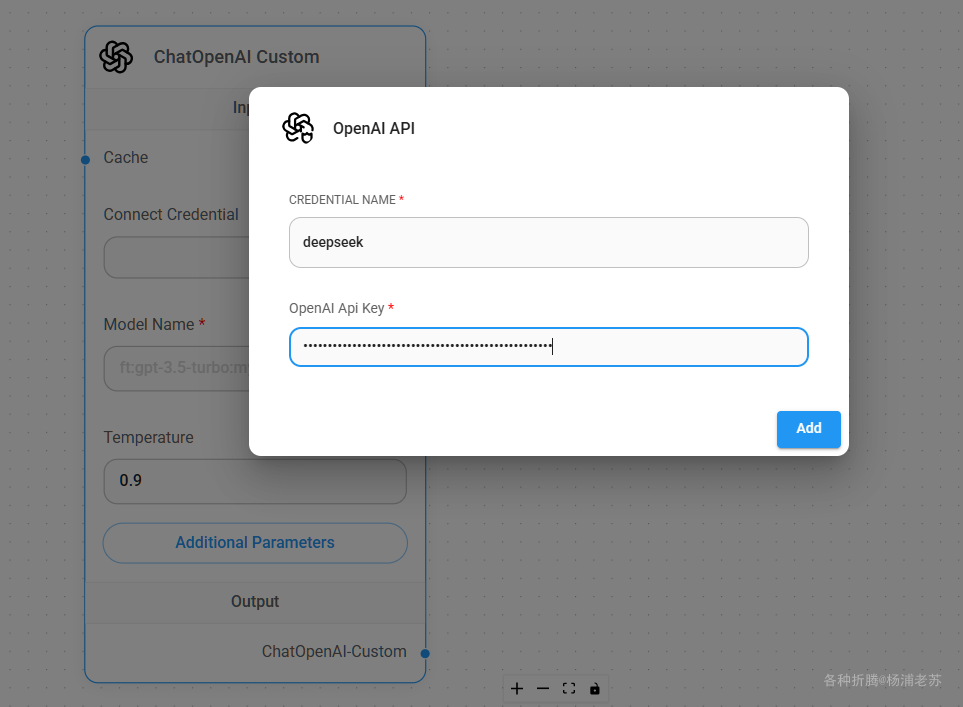 ChatOpenAI Custom
Inp
Cache
Connect Credential
Model Name *
ft:gpt-3.5-turbo:m
Temperature
0.9
Additional Parameters
Output
ChatOpenAI-Custom
OpenAI API
CREDENTIAL NAME *
deepseek
OpenAI Api Key *
Add
各种折腾@杨浦老苏